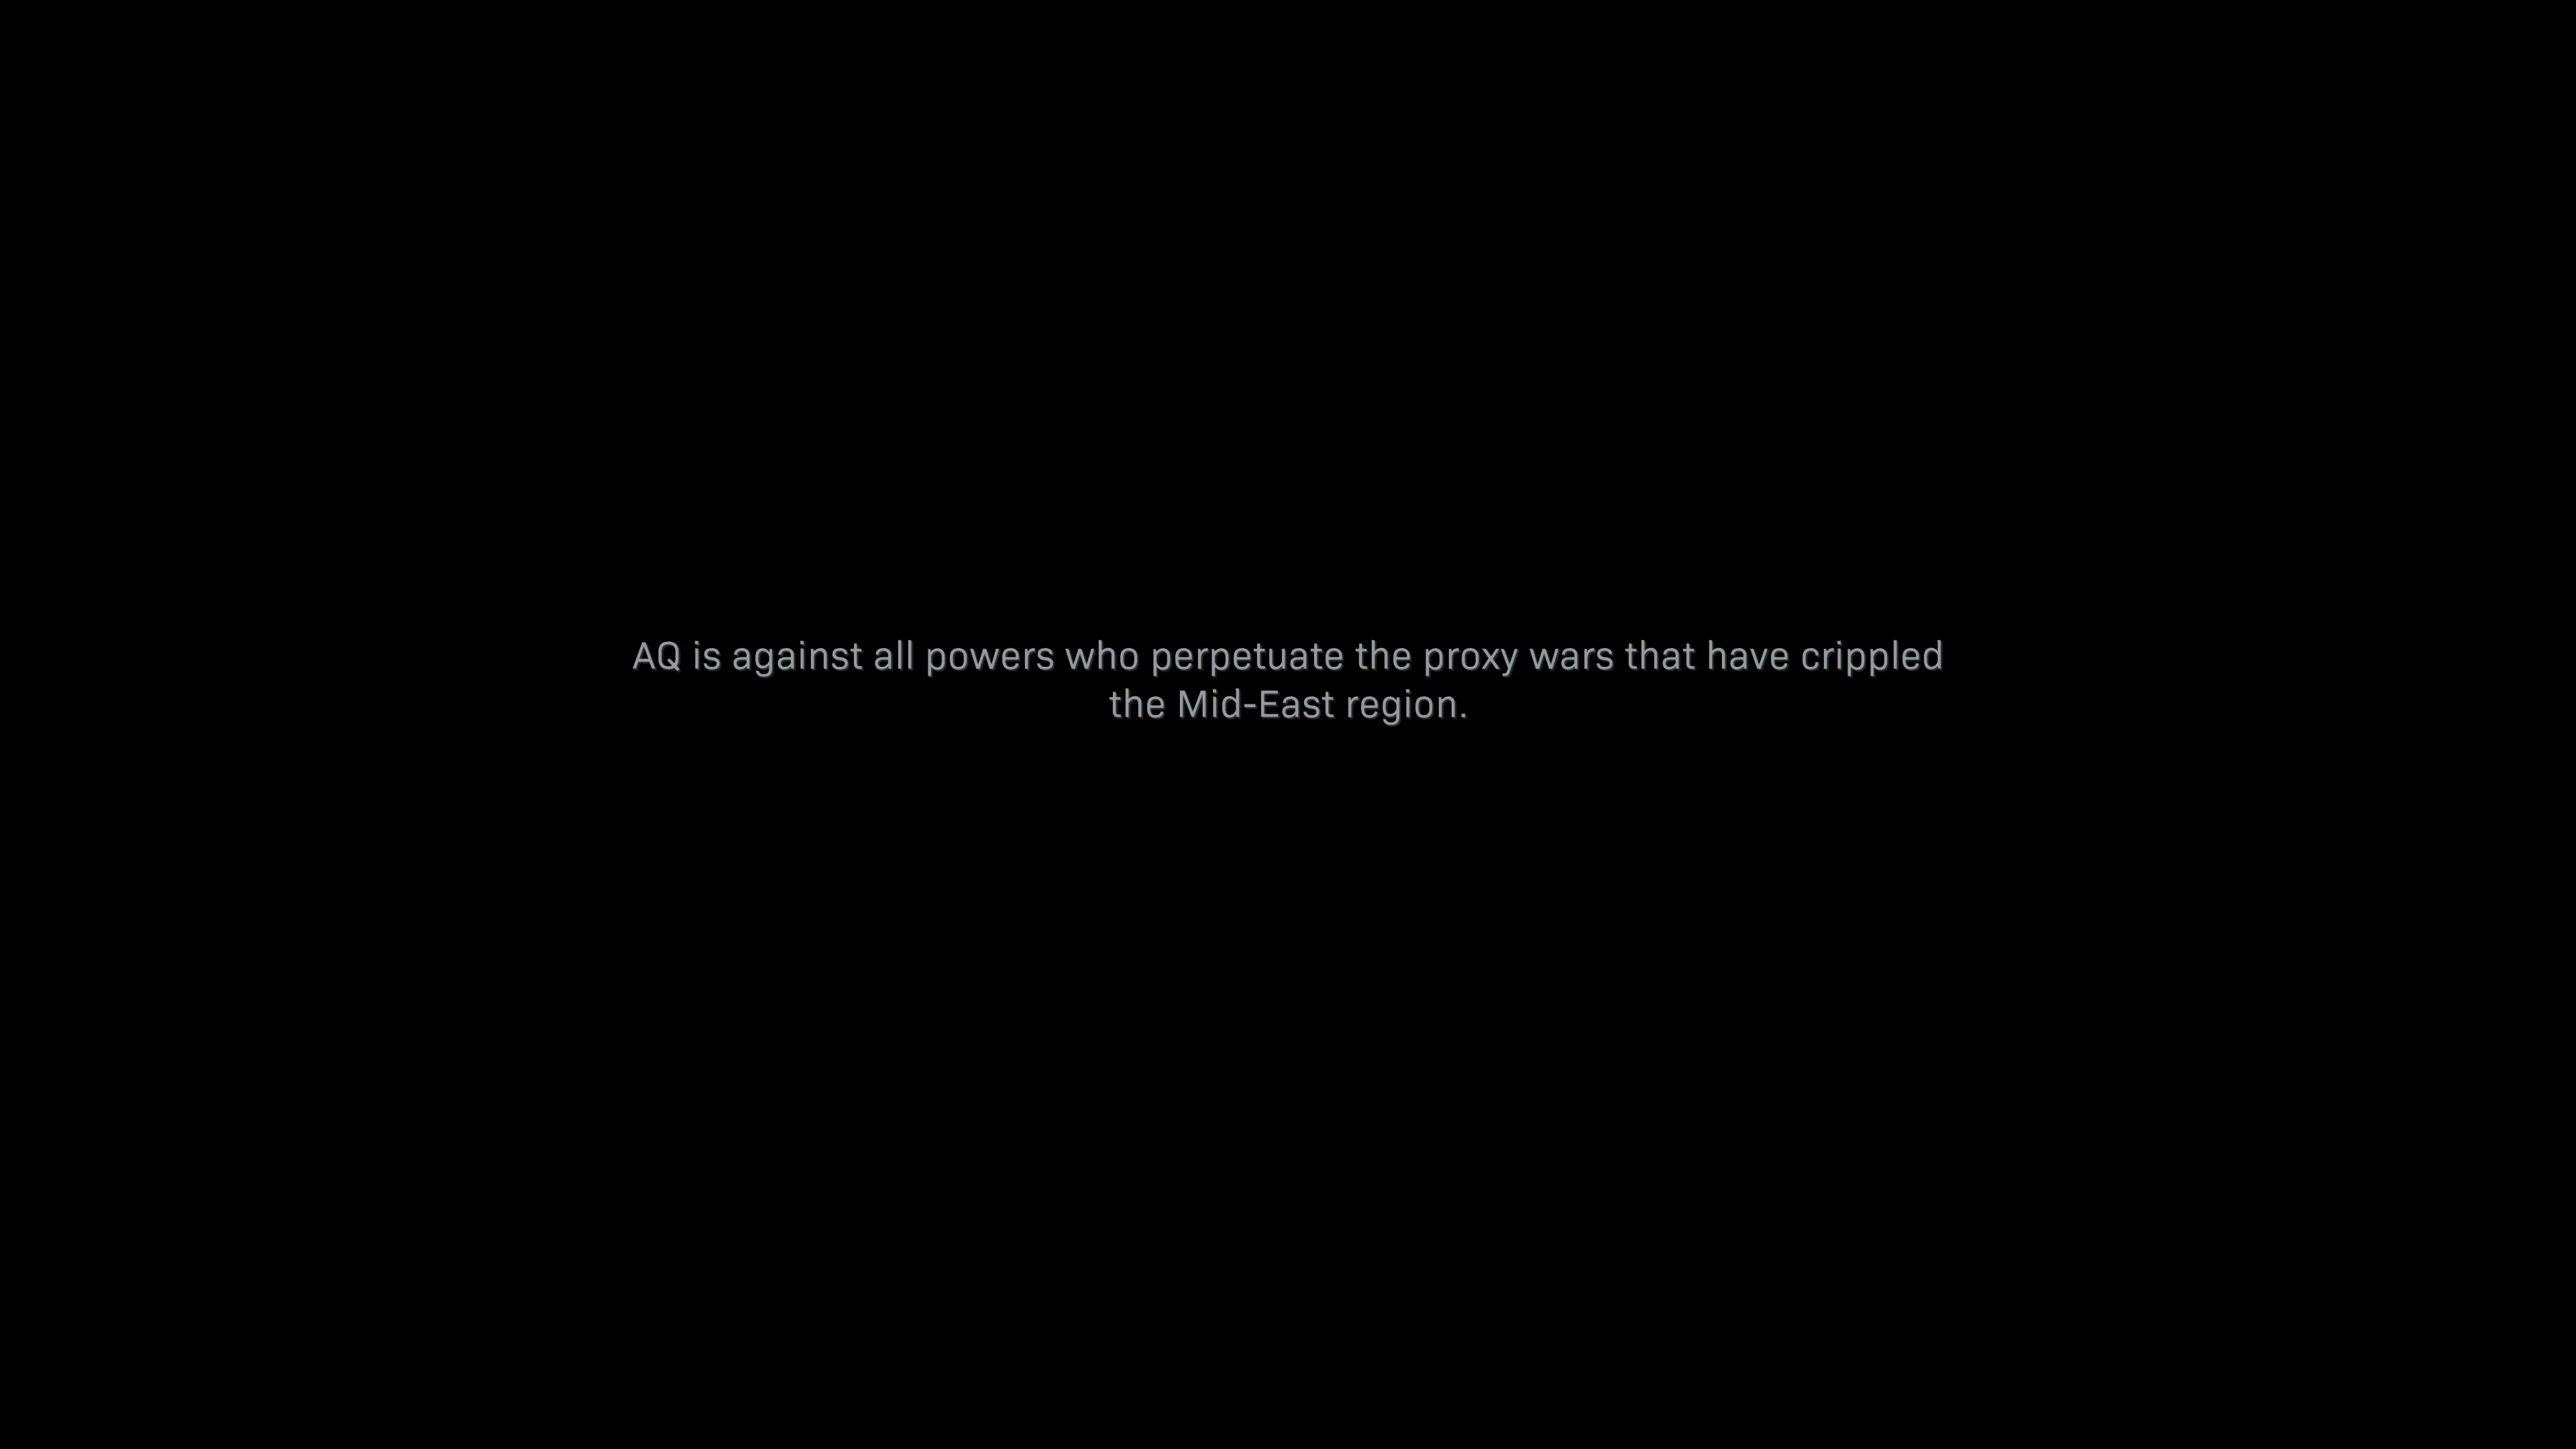 AQ is against all powers who perpetuate the proxy wars that have crippled
the Mid-East region.